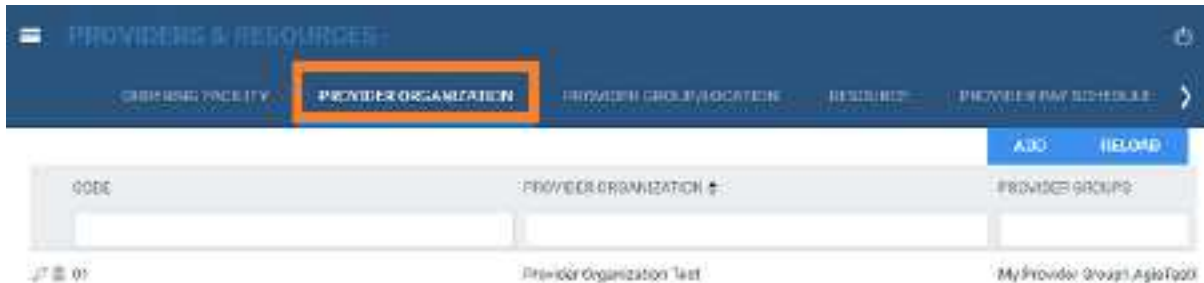 PROVIDERS & RESOURCES
ORDERING FACILITY PROVIDER ORGANIZATION PROVIDER GROUP/LOCATION RESOURCE PROVIDER PAY SCHEDULE
ADD RELOAD
CODE PROVIDER ORGANIZATION PROVIDER GROUPS
01 Provider Organization Test My Provider Group1